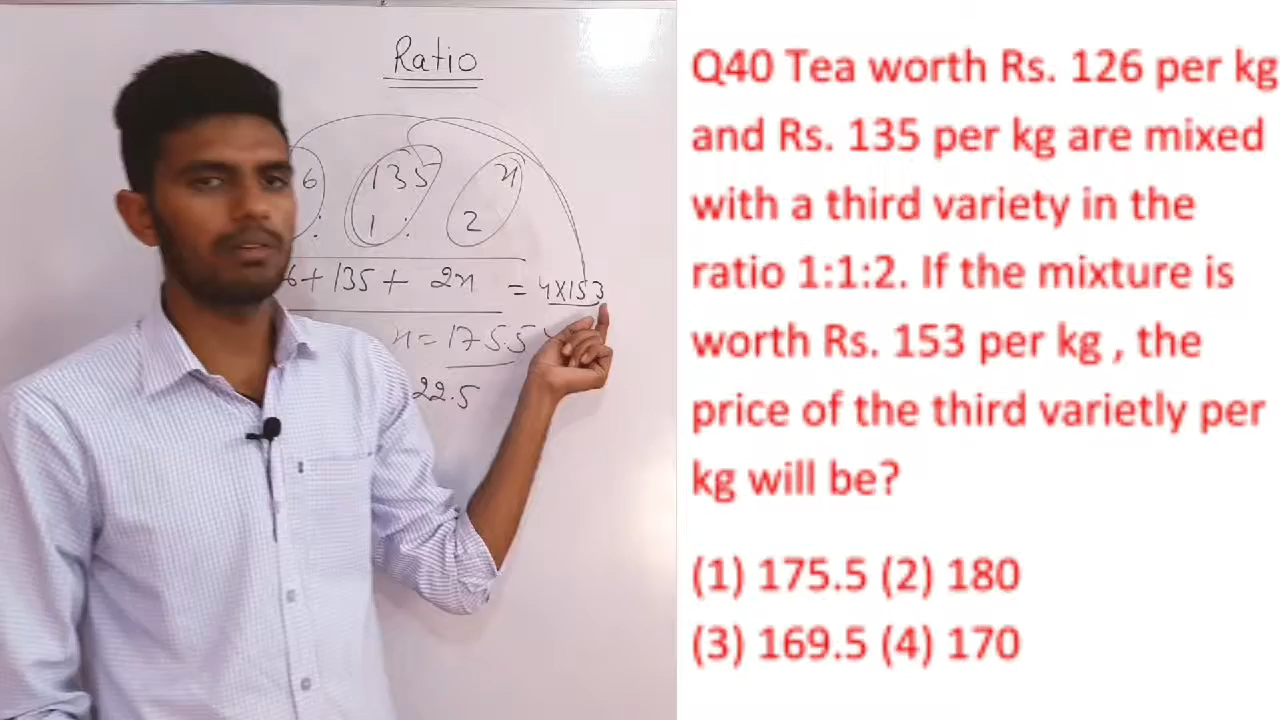 Ratio
6 135 x
: 1 : 2
6 + 135 + 2x = 4×153
x = 175.5
22.5
Q40 Tea worth Rs. 126 per kg
and Rs. 135 per kg are mixed
with a third variety in the
ratio 1:1:2. If the mixture is
worth Rs. 153 per kg , the
price of the third varietly per
kg will be?
(1) 175.5 (2) 180
(3) 169.5 (4) 170